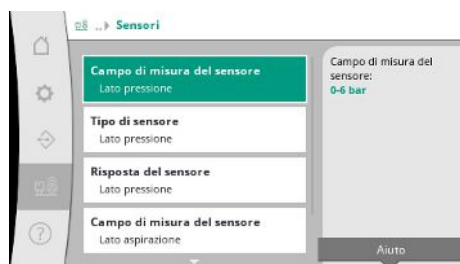 ..▸ Sensori
Campo di misura del sensore
Lato pressione
Tipo di sensore
Lato pressione
Risposta del sensore
Lato pressione
Campo di misura del sensore
Lato aspirazione
Campo di misura del
sensore:
0-6 bar
Aiuto
?